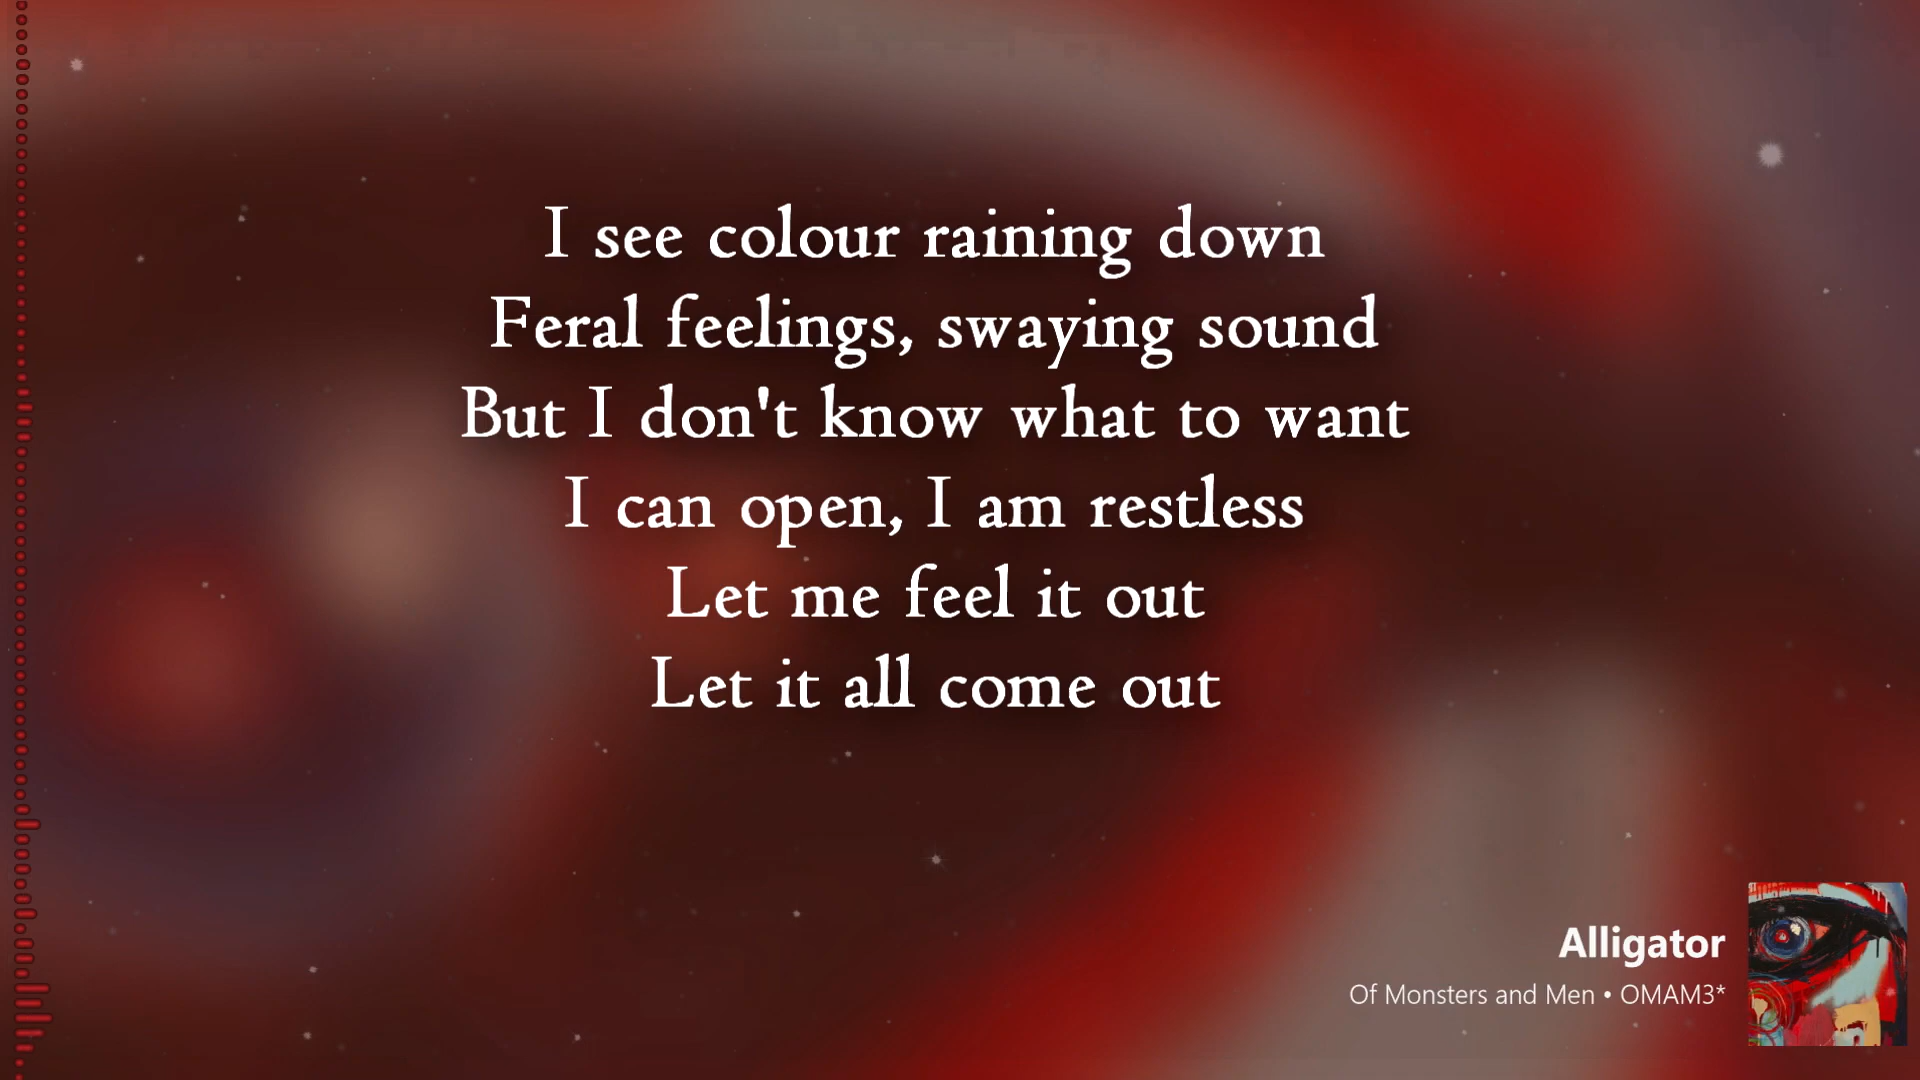 I see colour raining down
Feral feelings, swaying sound
But I don't know what to want
I can open, I am restless
Let me feel it out
Let it all come out
Alligator
Of Monsters and Men • OMAM3*